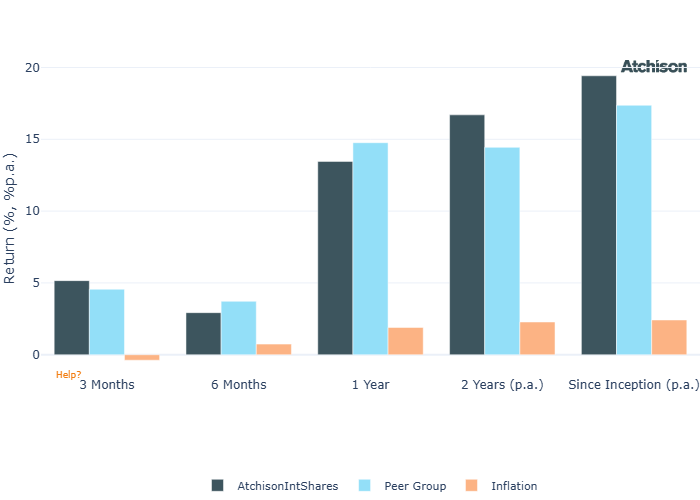 Atchison
Return (%, %p.a.)
20
15
10
5
0
Help?
3 Months
6 Months
1 Year
2 Years (p.a.)
Since Inception (p.a.)
AtchisonIntShares
Peer Group
Inflation